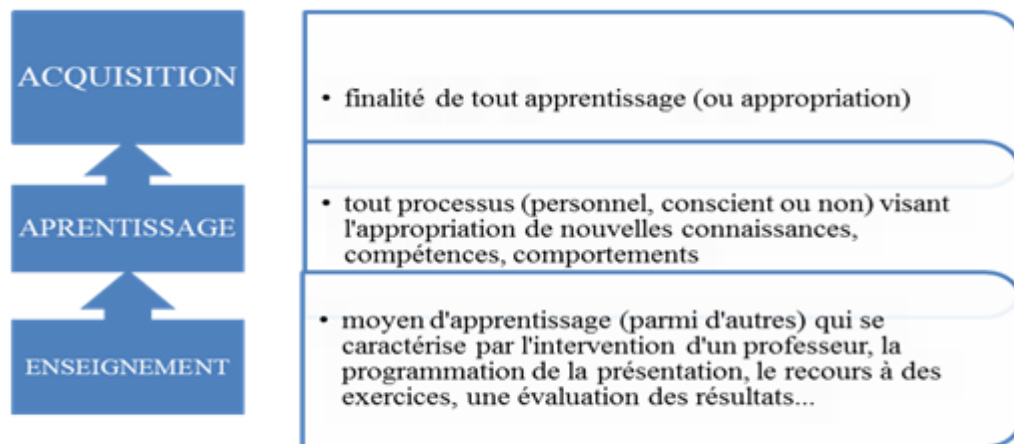 ACQUISITION
• finalité de tout apprentissage (ou appropriation)
APRENTISSAGE
• tout processus (personnel, conscient ou non) visant
l'appropriation de nouvelles connaissances,
compétences, comportements
ENSEIGNEMENT
• moyen d'apprentissage (parmi d'autres) qui se
caractérise par l'intervention d'un professeur, la
programmation de la présentation, le recours à des
exercices, une évaluation des résultats...